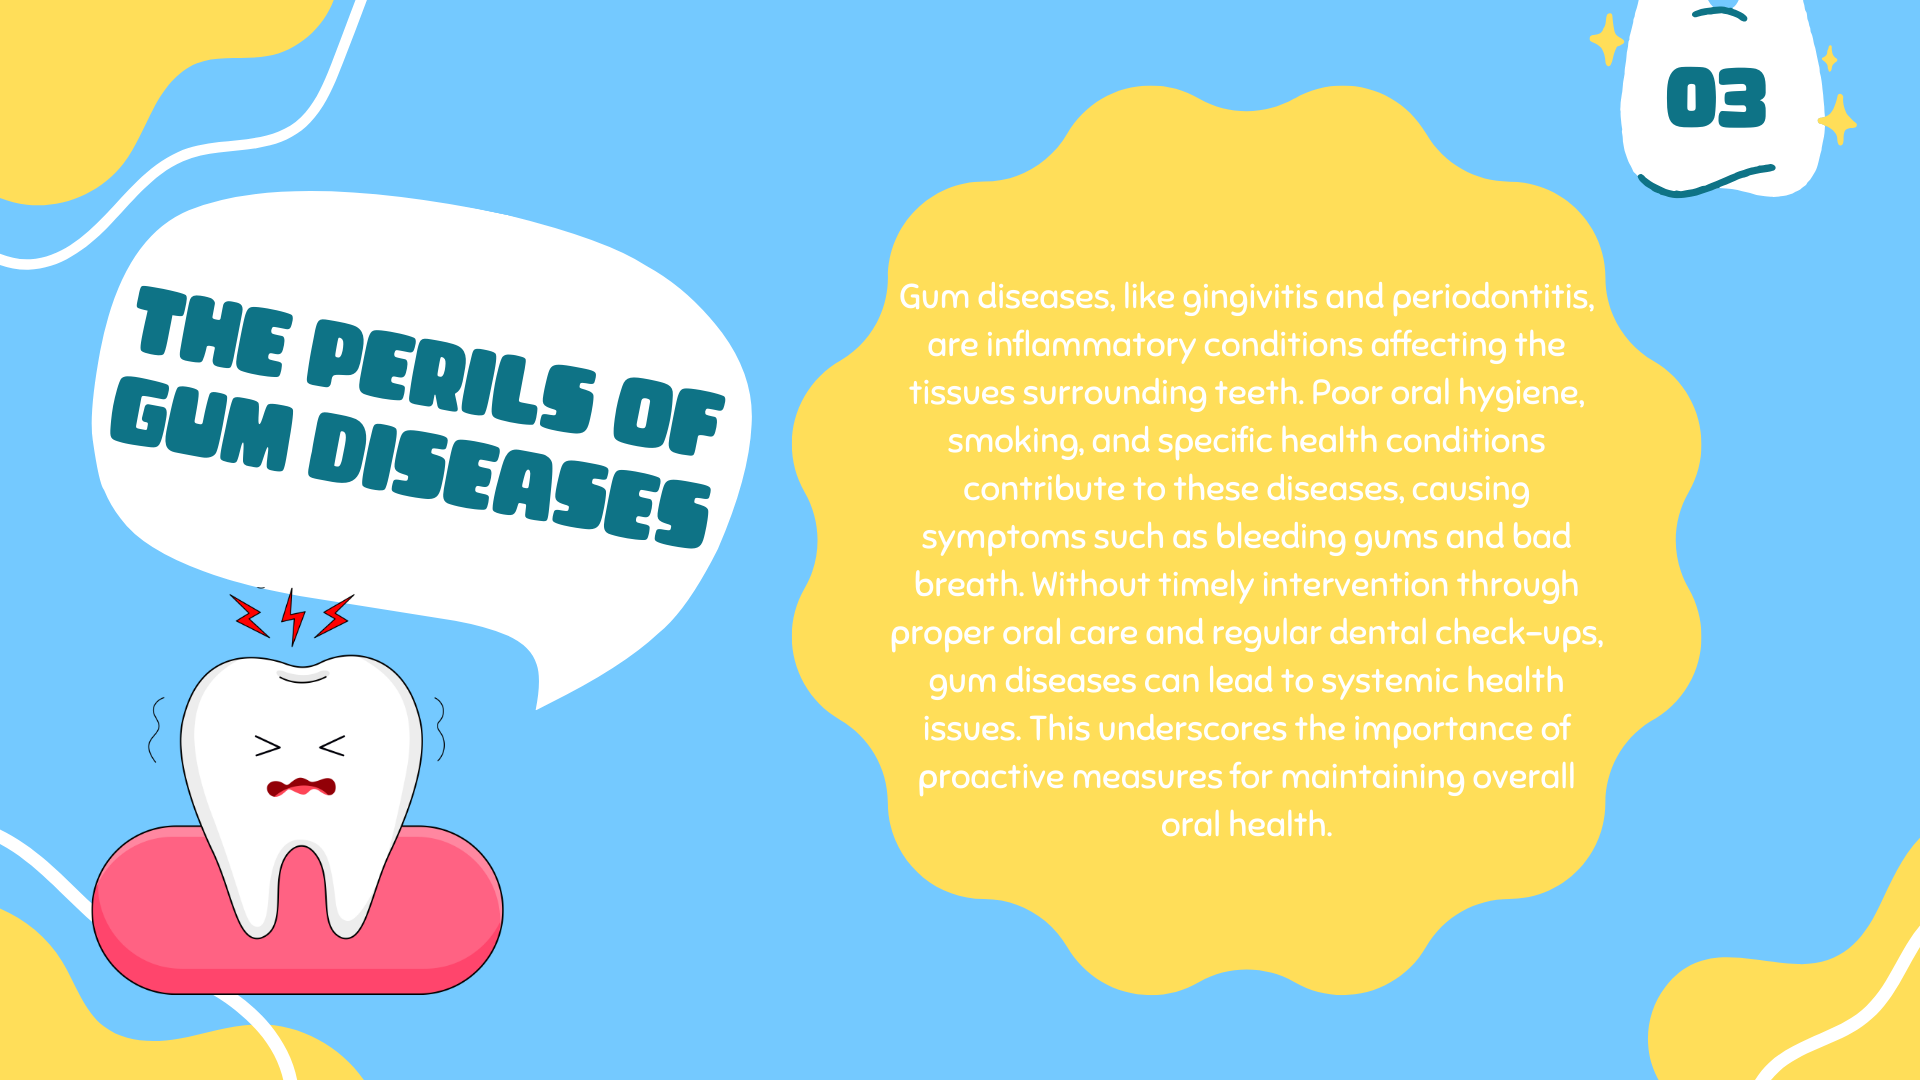 03
THE PERILS OF
GUM DISEASES
Gum diseases, like gingivitis and periodontitis,
are inflammatory conditions affecting the
tissues surrounding teeth. Poor oral hygiene,
smoking, and specific health conditions
contribute to these diseases, causing
symptoms such as bleeding gums and bad
breath. Without timely intervention through
proper oral care and regular dental check-ups,
gum diseases can lead to systemic health
issues. This underscores the importance of
proactive measures for maintaining overall
oral health.